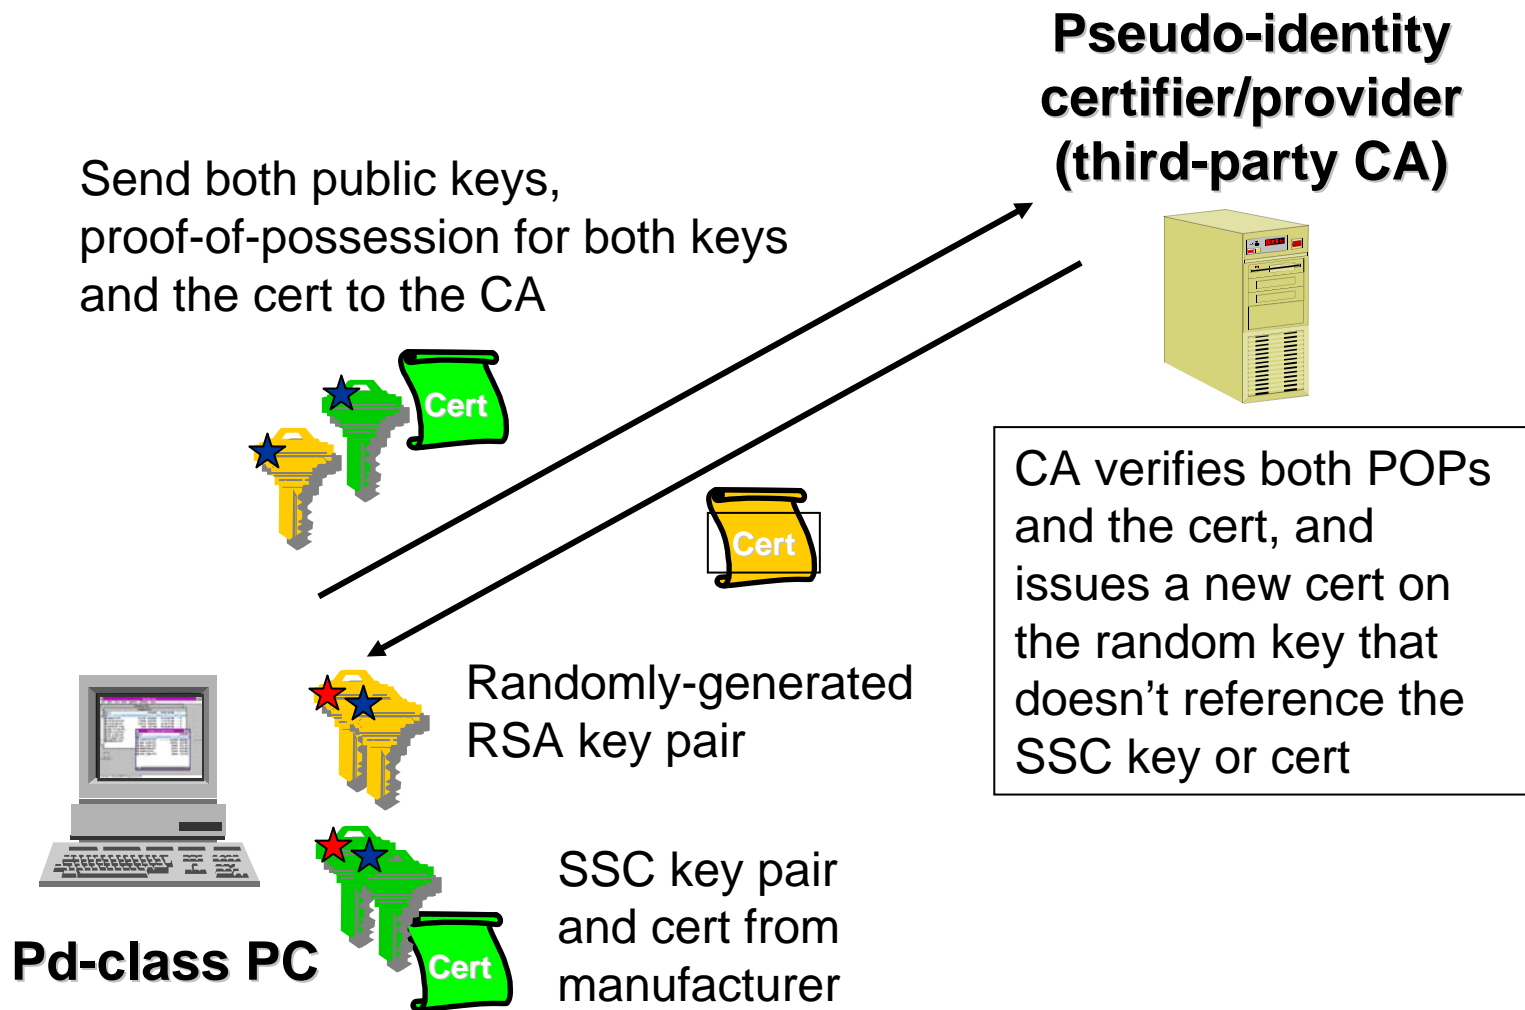 Pseudo-identity
certifier/provider
(third-party CA)
Send both public keys,
proof-of-possession for both keys
and the cert to the CA
Cert
Cert
CA verifies both POPs
and the cert, and
issues a new cert on
the random key that
doesn’t reference the
SSC key or cert
Randomly-generated
RSA key pair
SSC key pair
and cert from
manufacturer
Cert
Pd-class PC